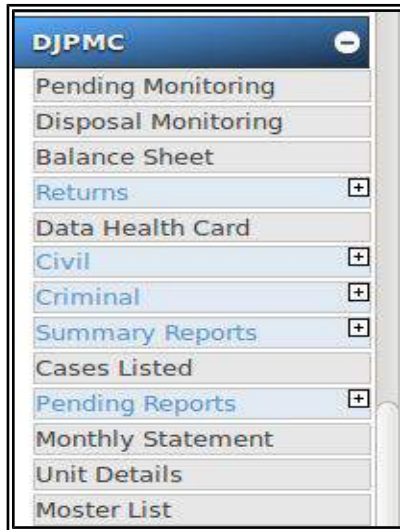 DJPMC
Pending Monitoring
Disposal Monitoring
Balance Sheet
Returns
Data Health Card
Civil
Criminal
Summary Reports
Cases Listed
Pending Reports
Monthly Statement
Unit Details
Moster List